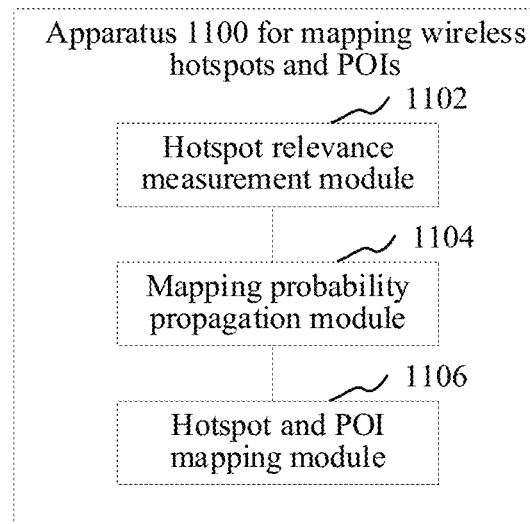 Apparatus 1100 for mapping wireless
hotspots and POIs
1102
Hotspot relevance
measurement module
1104
Mapping probability
propagation module
1106
Hotspot and POI
mapping module